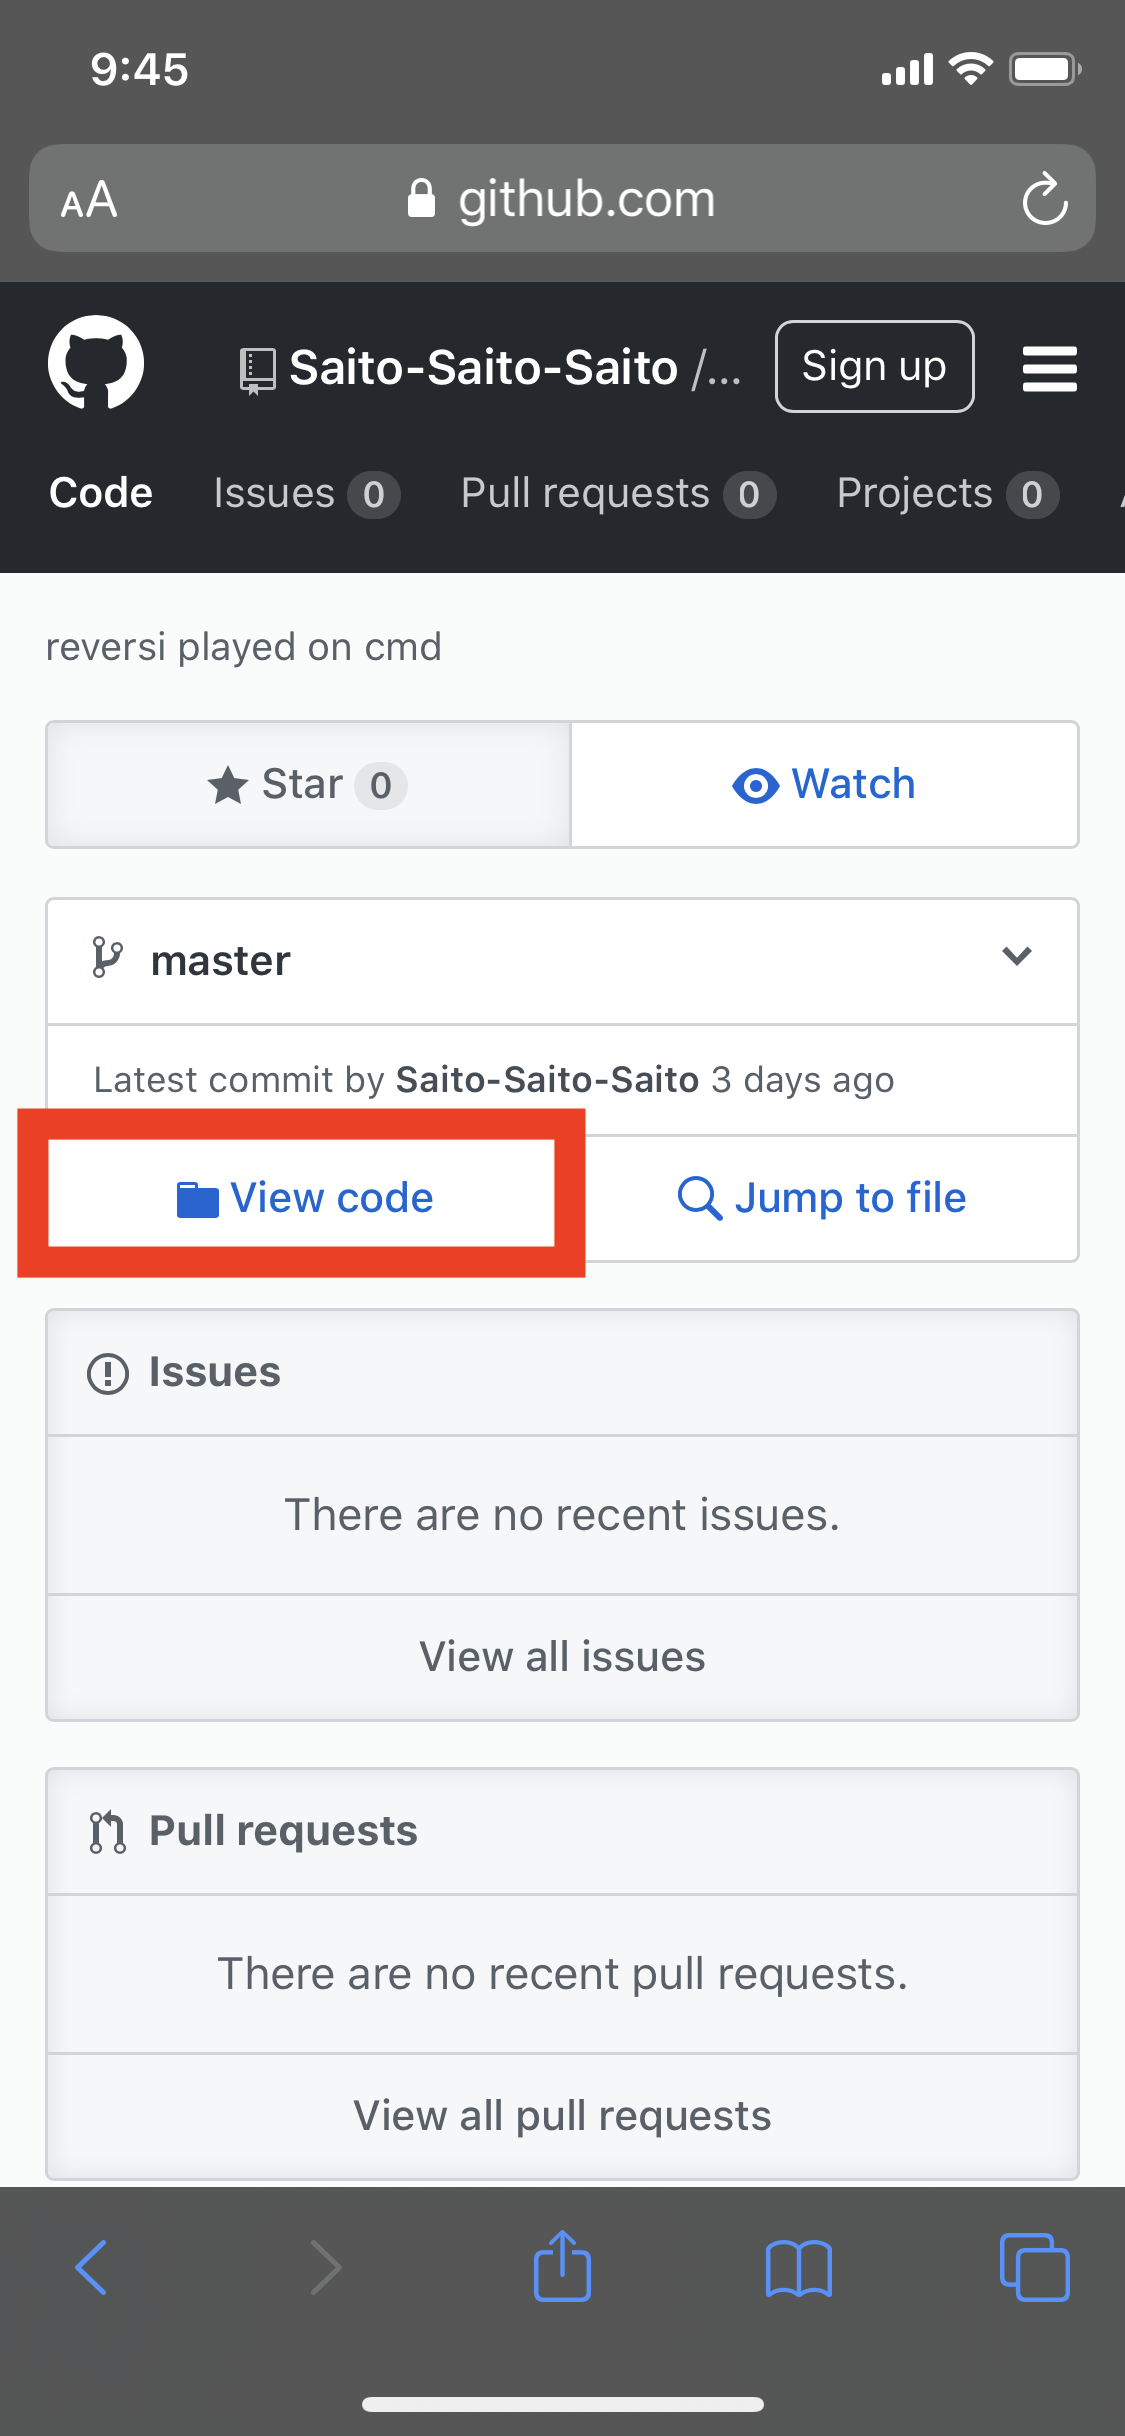 9:45
AA github.com
Saito-Saito-Saito /... Sign up
Code Issues 0 Pull requests 0 Projects 0
reversi played on cmd
Star 0 Watch
master
Latest commit by Saito-Saito-Saito 3 days ago
View code Jump to file
Issues
There are no recent issues.
View all issues
Pull requests
There are no recent pull requests.
View all pull requests